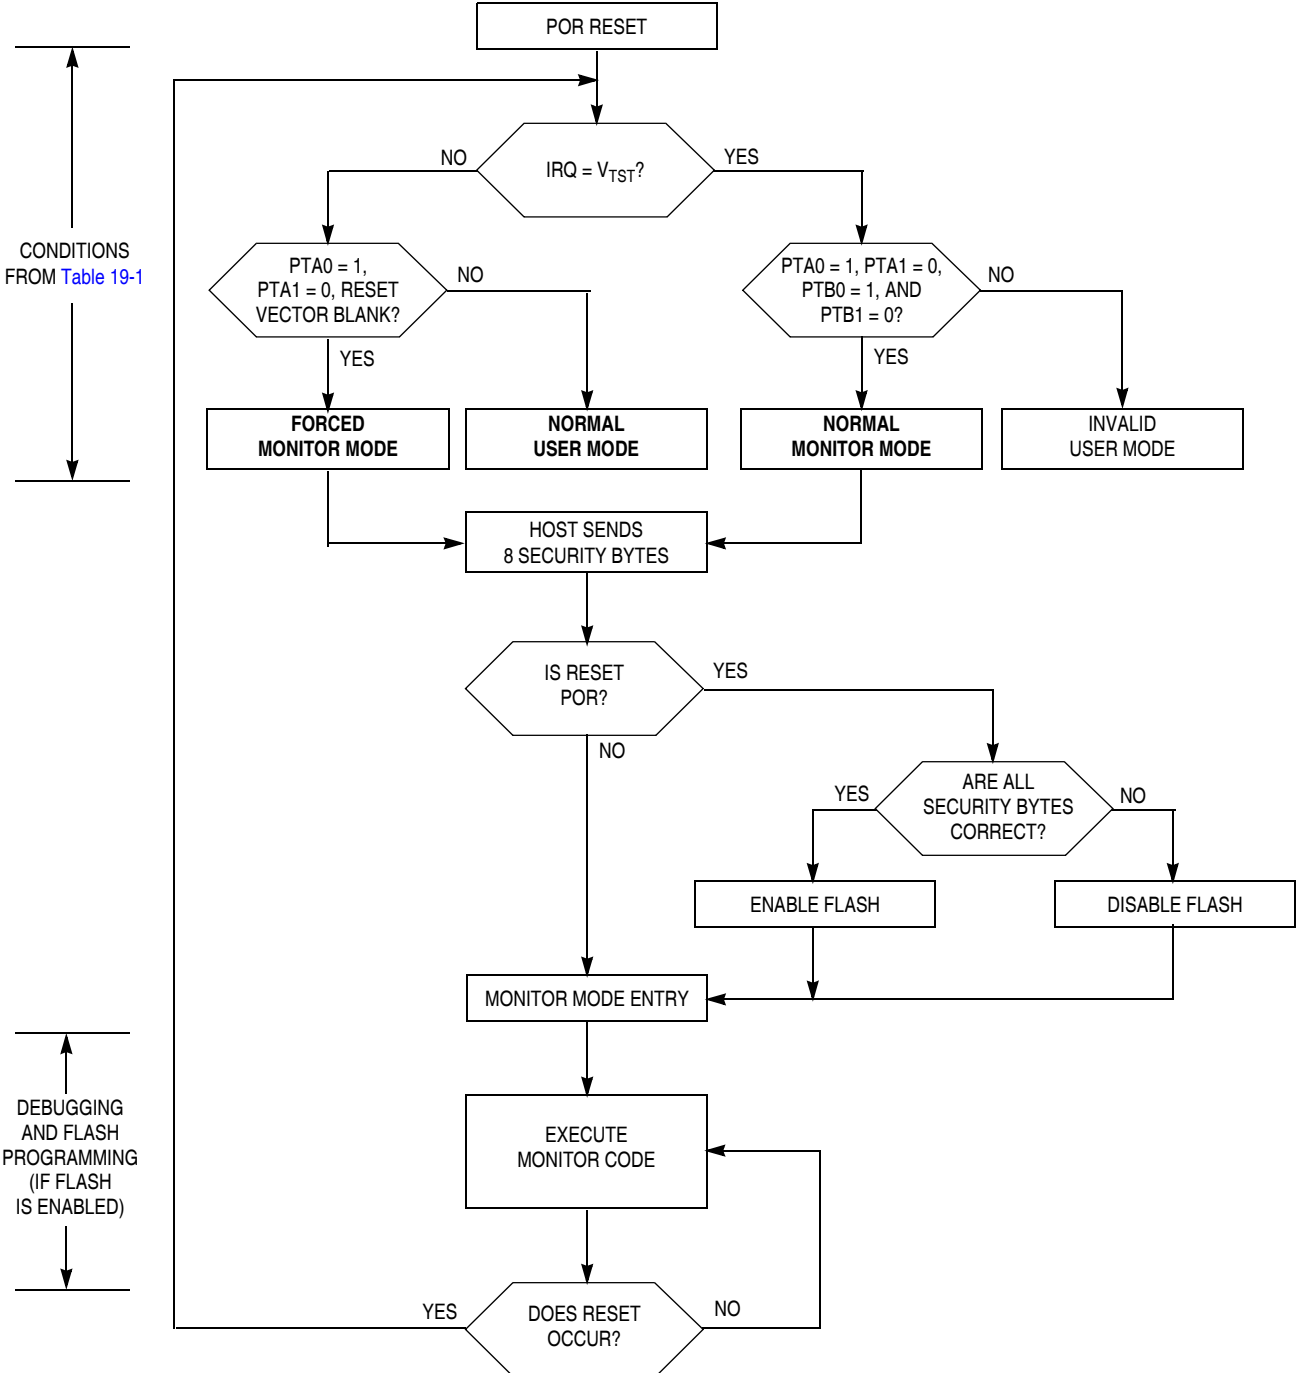 POR RESET
NO
YES
IRQ = VTST?
CONDITIONS
FROM Table 19-1
PTA0 = 1,
PTA1 = 0, RESET
VECTOR BLANK?
NO
YES
PTA0 = 1, PTA1 = 0,
PTB0 = 1, AND
PTB1 = 0?
NO
YES
FORCED
MONITOR MODE
NORMAL
USER MODE
NORMAL
MONITOR MODE
INVALID
USER MODE
HOST SENDS
8 SECURITY BYTES
IS RESET
POR?
YES
NO
ARE ALL
SECURITY BYTES
CORRECT?
YES
NO
ENABLE FLASH
DISABLE FLASH
MONITOR MODE ENTRY
DEBUGGING
AND FLASH
PROGRAMMING
(IF FLASH
IS ENABLED)
EXECUTE
MONITOR CODE
YES
NO
DOES RESET
OCCUR?